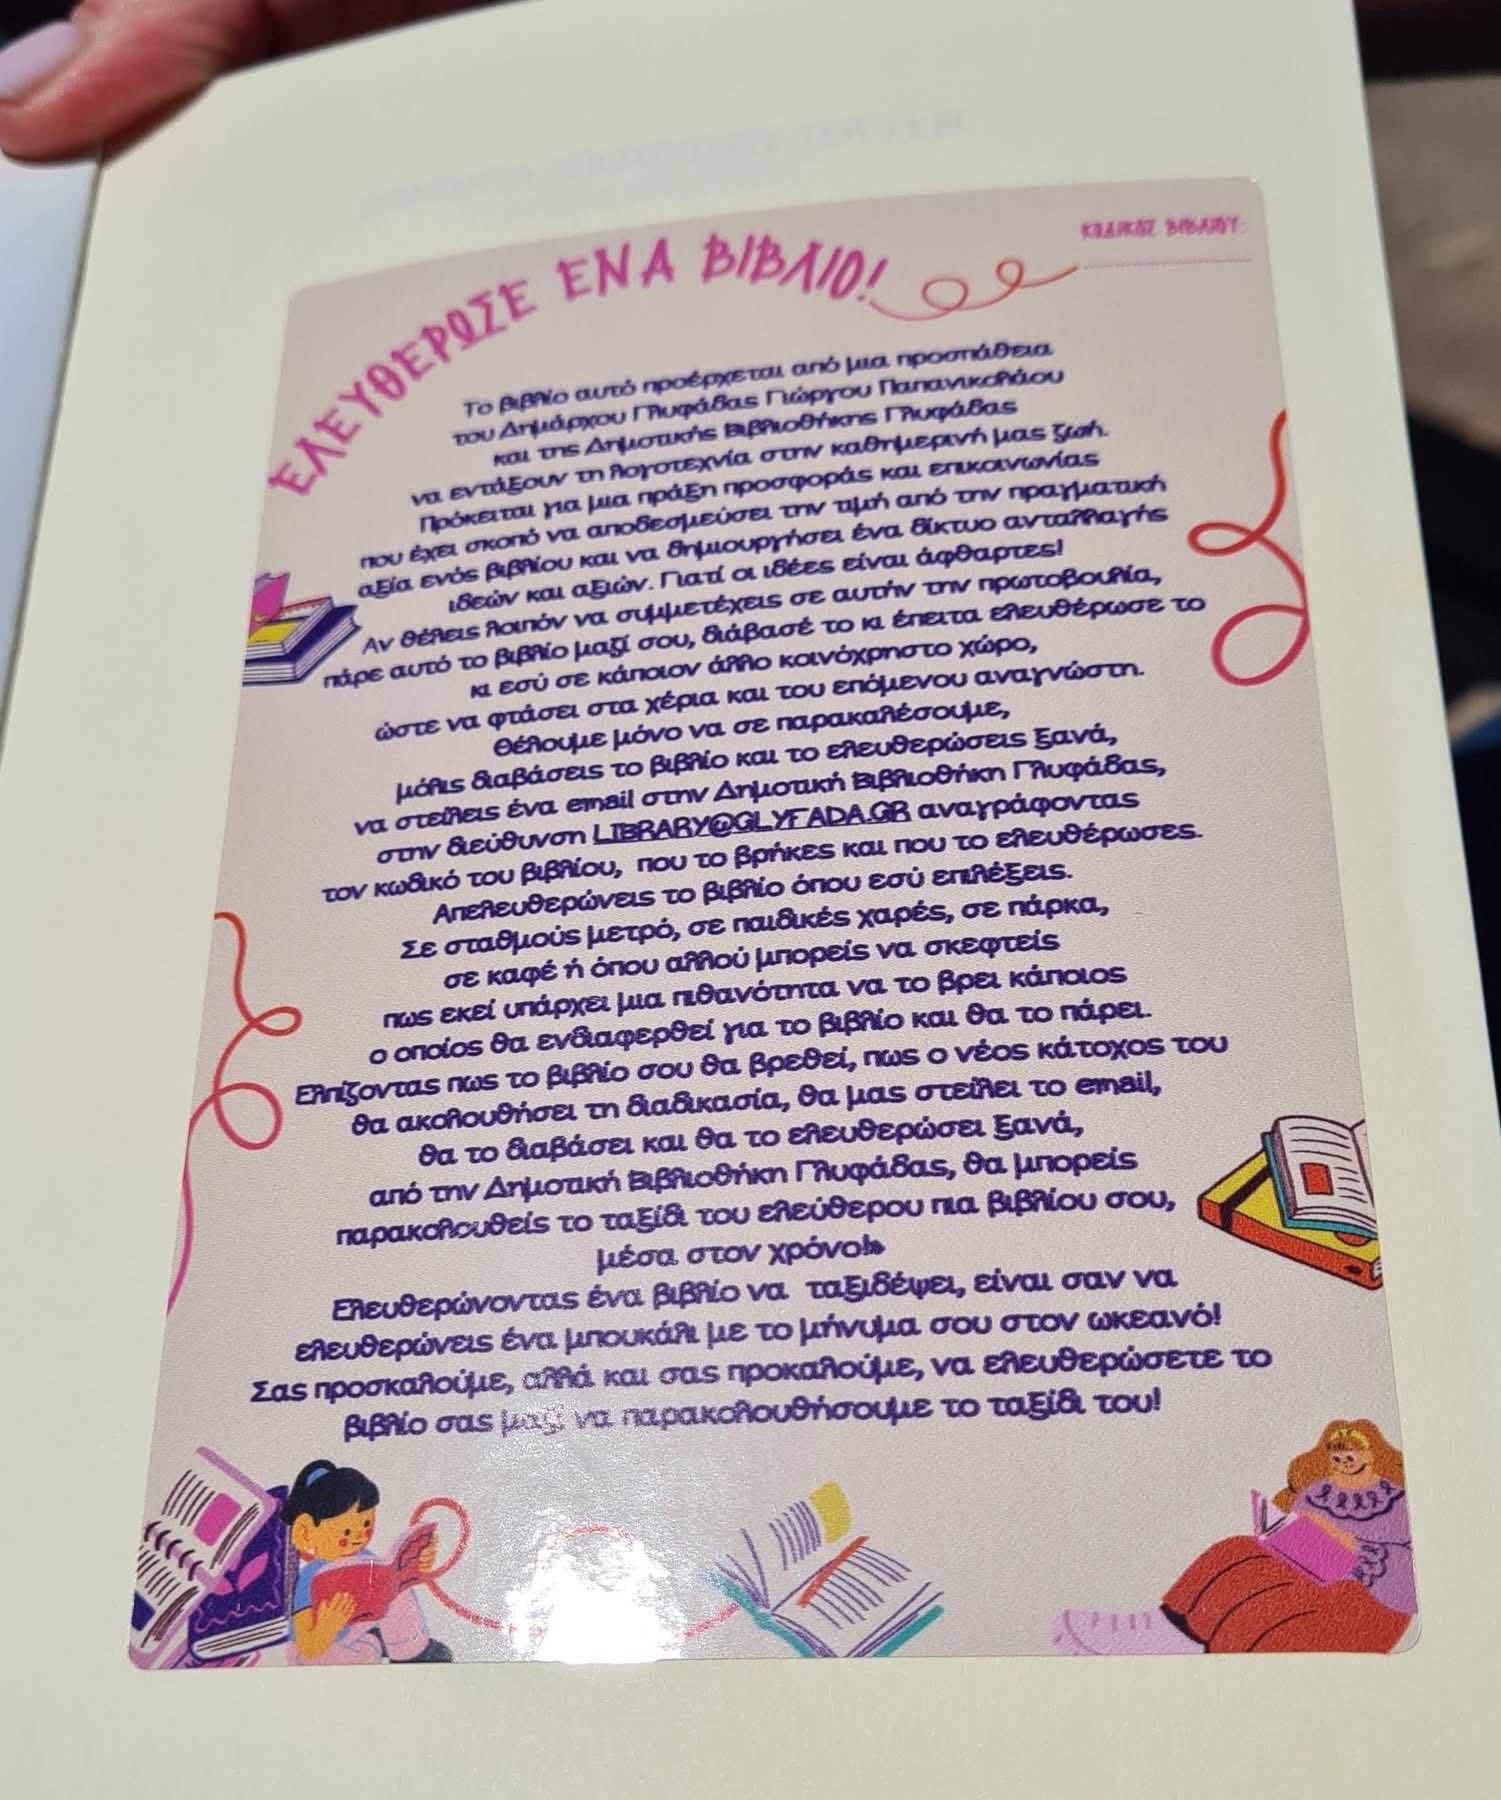 ΕΛΕΥΘΕΡΩΣΕ ΕΝΑ ΒΙΒΛΙΟ!
ΚΩΔΙΚΟΣ ΒΙΒΛΙΟΥ:
Το βιβλίο αυτό προέρχεται από μια προσπάθεια
του Δημάρχου Γλυφάδας Γιώργου Παπανικολάου
και της Δημοτικής Βιβλιοθήκης Γλυφάδας
να εντάξουν τη λογοτεχνία στην καθημερινή μας ζωή.
Πρόκειται για μια πράξη προσφοράς και επικοινωνίας
που έχει σκοπό να αποδεσμεύσει την τιμή από την πραγματική
αξία ενός βιβλίου και να δημιουργήσει ένα δίκτυο ανταλλαγής
ιδεών και αξιών. Γιατί οι ιδέες είναι άφθαρτες!
Αν θέλεις λοιπόν να συμμετέχεις σε αυτήν την πρωτοβουλία,
πάρε αυτό το βιβλίο μαζί σου, διάβασέ το κι έπειτα ελευθέρωσε το
κι εσύ σε κάποιον άλλο κοινόχρηστο χώρο,
ώστε να φτάσει στα χέρια και του επόμενου αναγνώστη.
Θέλουμε μόνο να σε παρακαλέσουμε,
μόλις διαβάσεις το βιβλίο και το ελευθερώσεις ξανά,
να στείλεις ένα email στην Δημοτική Βιβλιοθήκη Γλυφάδας,
στην διεύθυνση LIBRARY@GLYFADA.GR αναγράφοντας
τον κωδικό του βιβλίου, που το βρήκες και που το ελευθέρωσες.
Απελευθερώνεις το βιβλίο όπου εσύ επιλέξεις.
Σε σταθμούς μετρό, σε παιδικές χαρές, σε πάρκα,
σε καφέ ή όπου αλλού μπορείς να σκεφτείς
πως εκεί υπάρχει μια πιθανότητα να το βρει κάποιος
ο οποίος θα ενδιαφερθεί για το βιβλίο και θα το πάρει.
Ελπίζοντας πως το βιβλίο σου θα βρεθεί, πως ο νέος κάτοχος του
θα ακολουθήσει τη διαδικασία, θα μας στείλει το email,
θα το διαβάσει και θα το ελευθερώσει ξανά,
από την Δημοτική Βιβλιοθήκη Γλυφάδας, θα μπορείς
παρακολουθείς το ταξίδι του ελεύθερου πια βιβλίου σου,
μέσα στον χρόνο!»
Ελευθερώνοντας ένα βιβλίο να ταξιδέψει, είναι σαν να
ελευθερώνεις ένα μπουκάλι με το μήνυμα σου στον ωκεανό!
Σας προσκαλούμε, αλλά και σας προκαλούμε, να ελευθερώσετε το
βιβλίο σας μαζί να παρακολουθήσουμε το ταξίδι του!